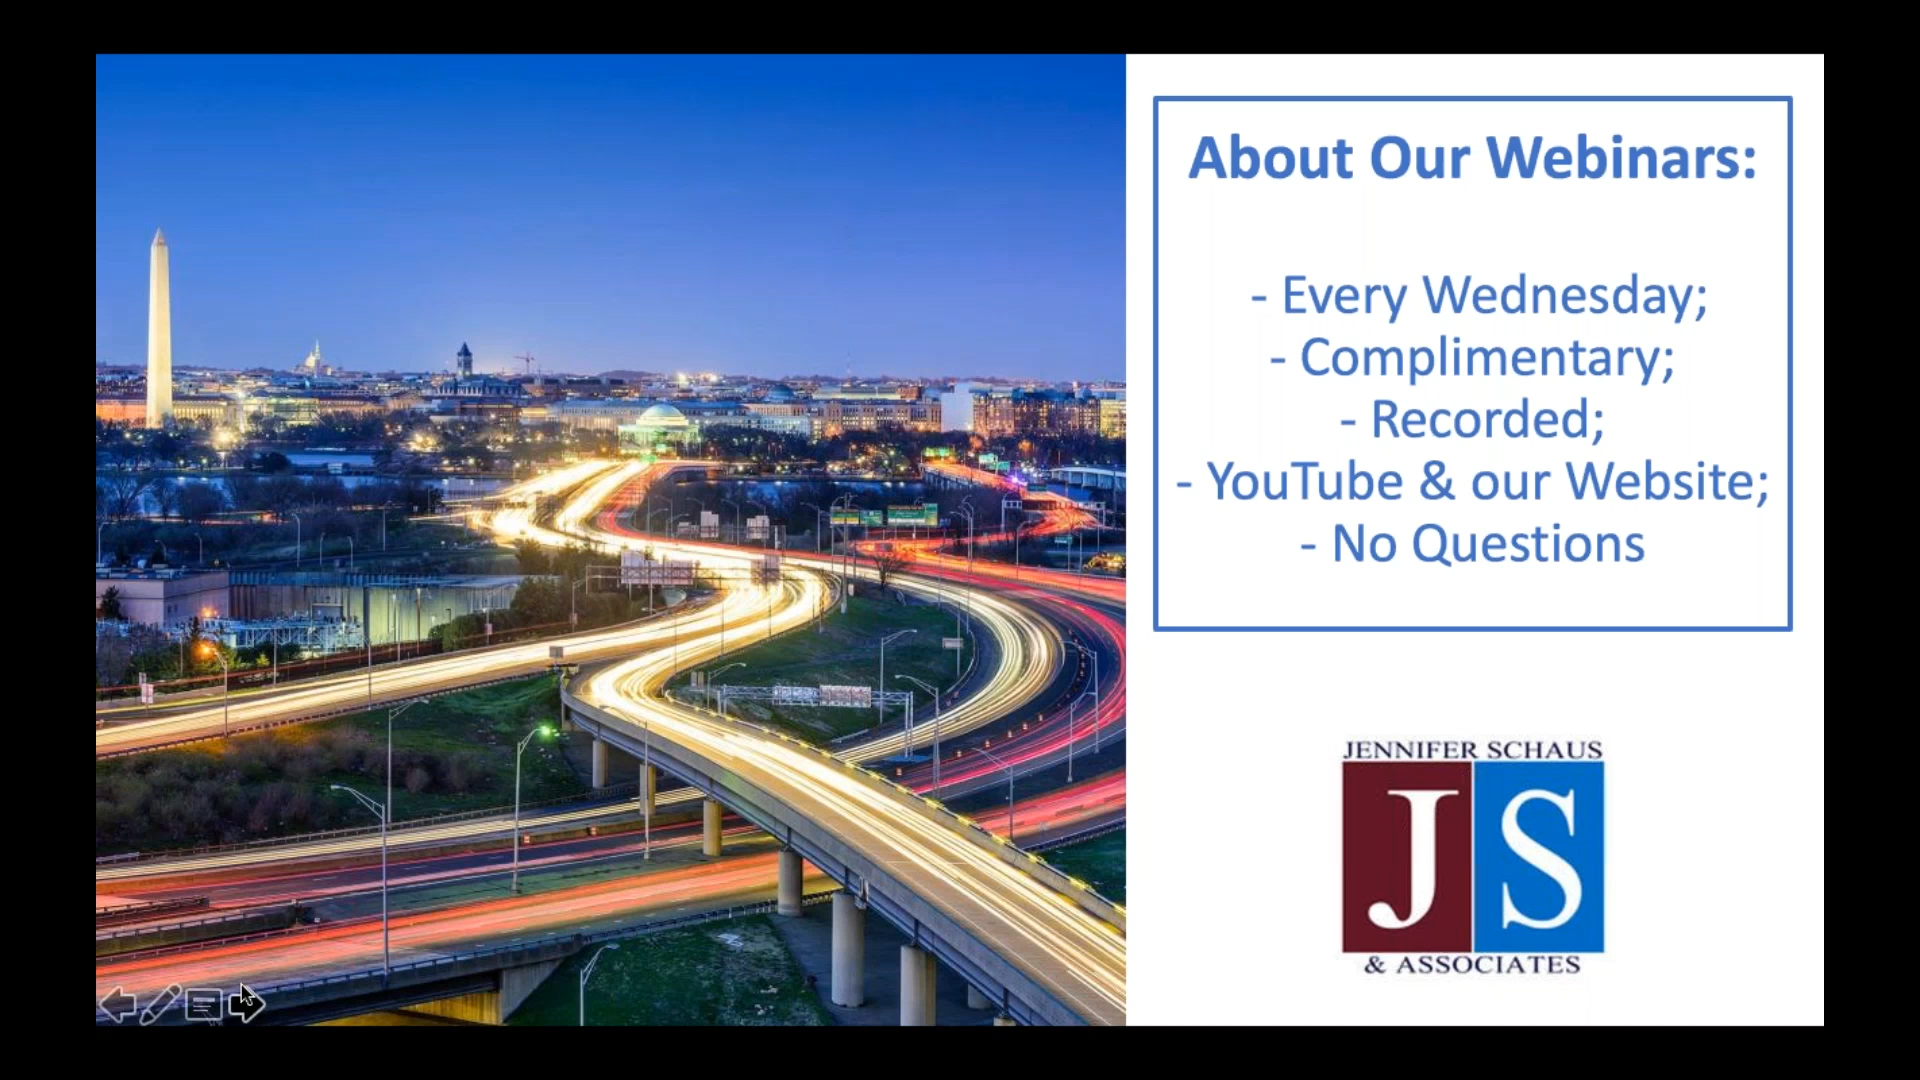 About Our Webinars:
- Every Wednesday;
- Complimentary;
- Recorded;
- YouTube & our Website;
- No Questions
JENNIFER SCHAUS
JS
& ASSOCIATES